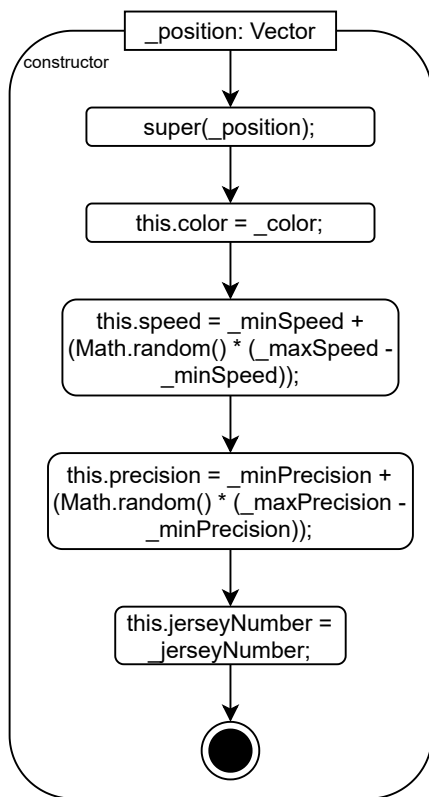 _position: Vector
constructor
super(_position);
this.color = _color;
this.speed = _minSpeed +
(Math.random() * (_maxSpeed -
_minSpeed));
this.precision = _minPrecision +
(Math.random() * (_maxPrecision -
_minPrecision));
this.jerseyNumber =
_jerseyNumber;